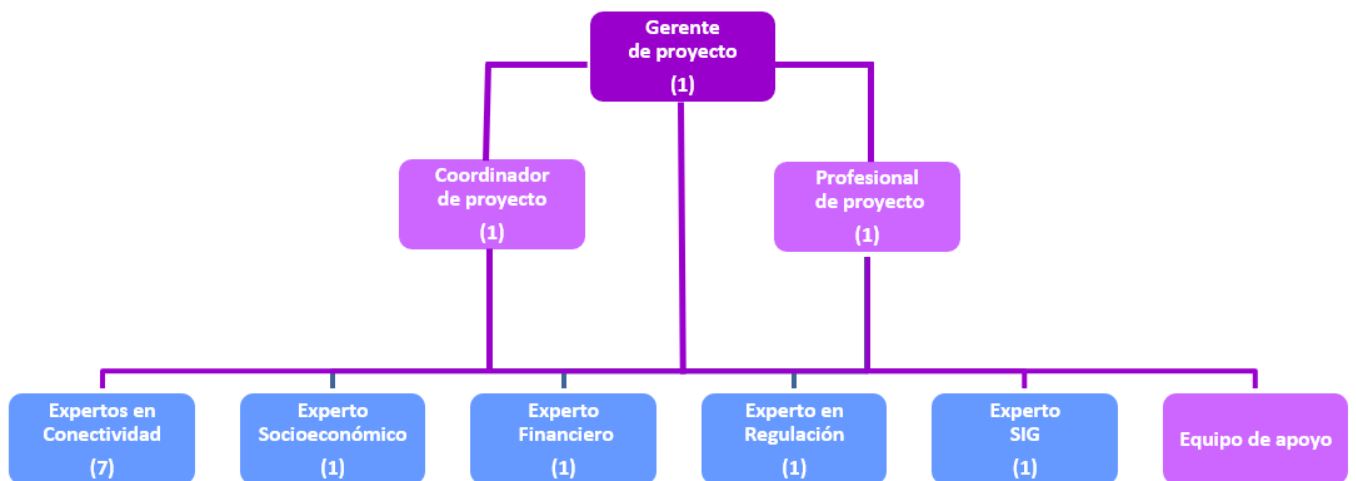 Gerente
de proyecto
(1)
Coordinador
de proyecto
(1)
Profesional
de proyecto
(1)
Expertos en
Conectividad
(7)
Experto
Socioeconómico
(1)
Experto
Financiero
(1)
Experto en
Regulación
(1)
Experto
SIG
(1)
Equipo de apoyo